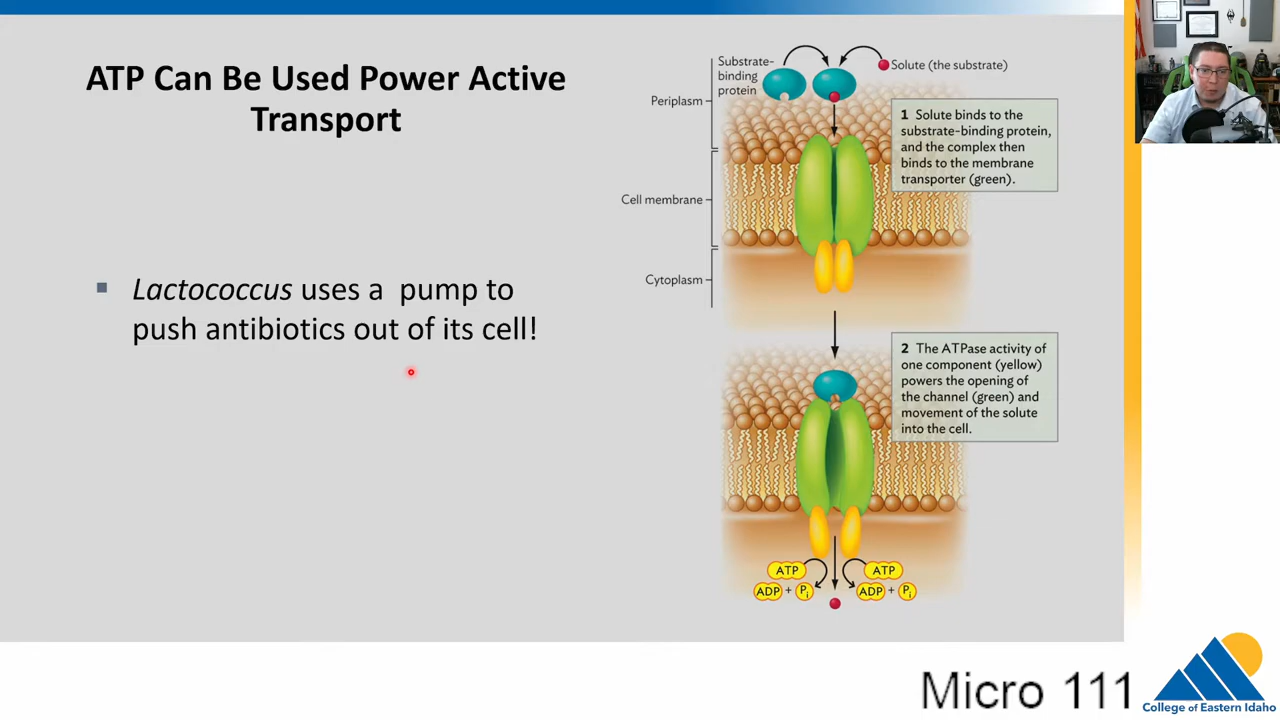 ATP Can Be Used Power Active
Transport
Lactococcus uses a pump to
push antibiotics out of its cell!
Substrate-
binding
protein
Solute (the substrate)
Periplasm
1 Solute binds to the
substrate-binding protein,
and the complex then
binds to the membrane
transporter (green).
Cell membrane
Cytoplasm
2 The ATPase activity of
one component (yellow)
powers the opening of
the channel (green) and
movement of the solute
into the cell.
ATP
ATP
ADP + Pi
ADP + Pi
Micro 111
College of Eastern Idaho